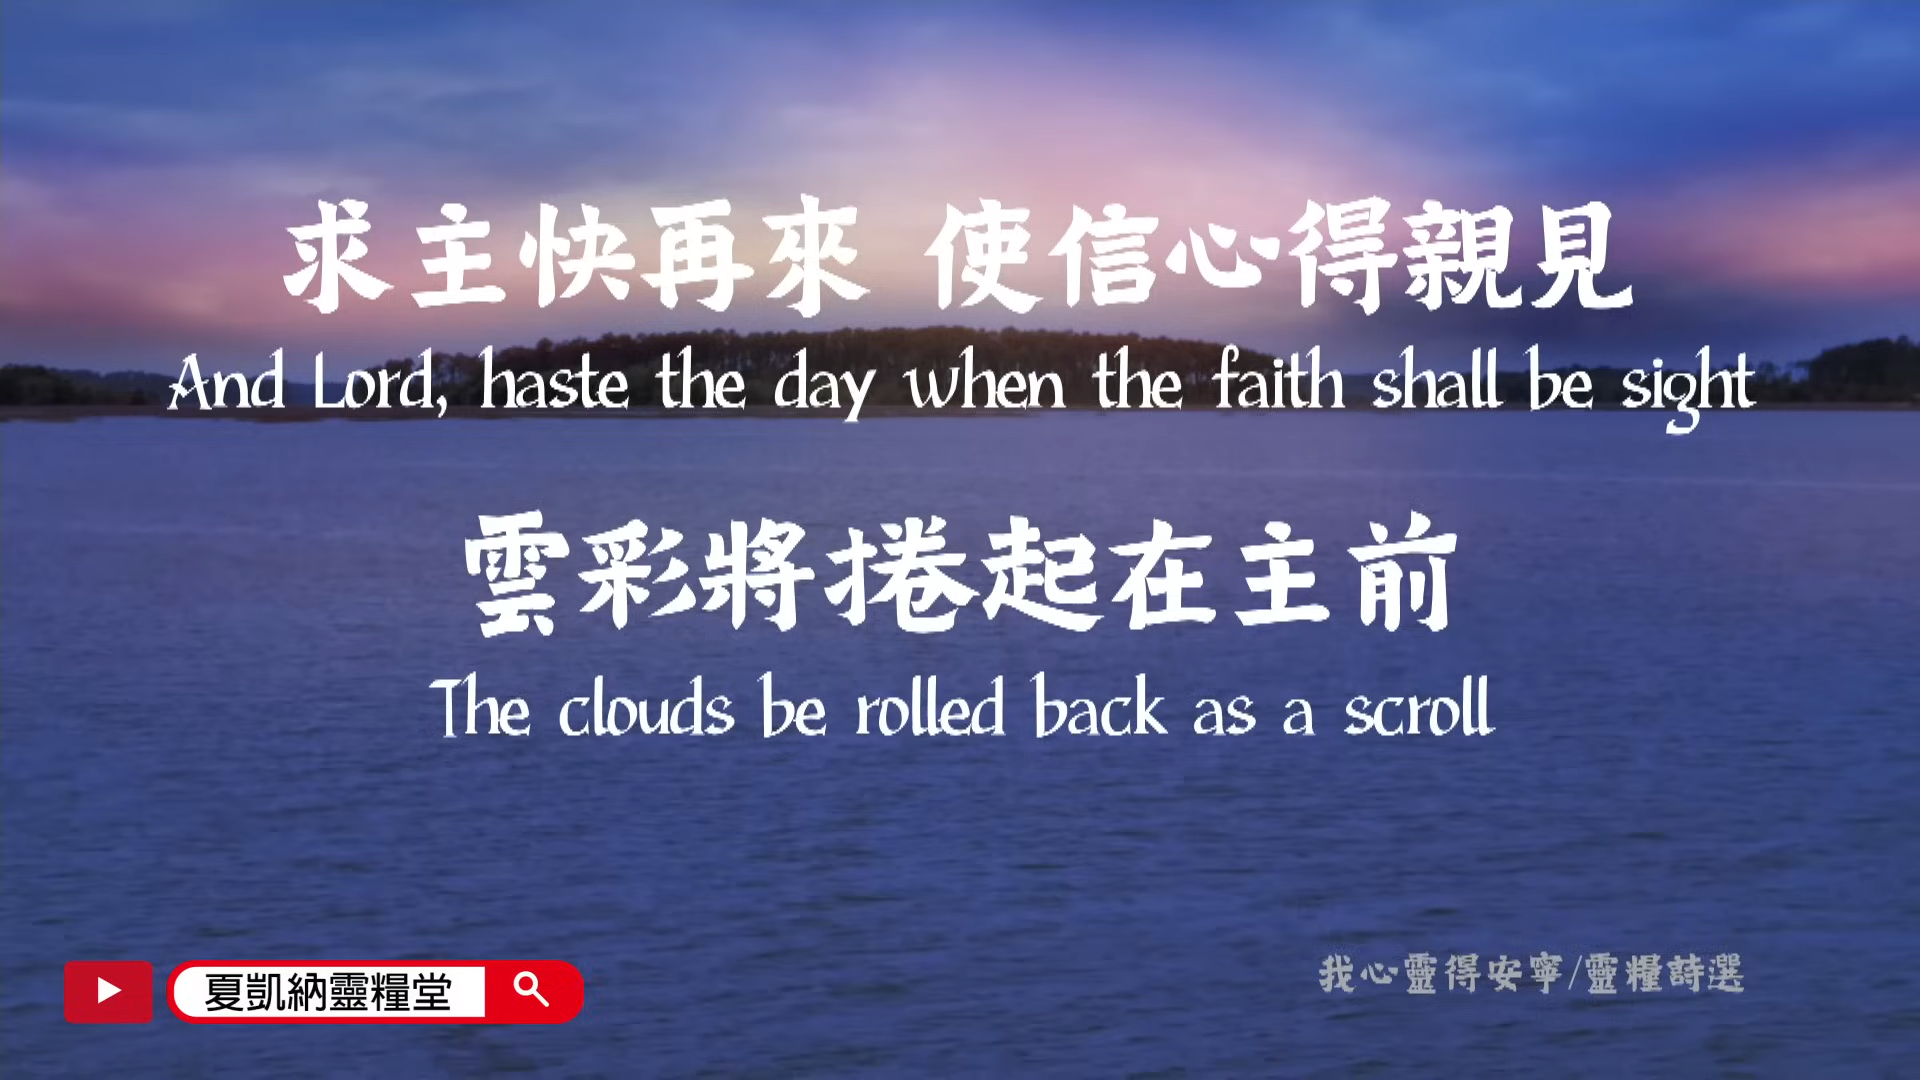 求主快再來 使信心得親見
And Lord, haste the day when the faith shall be sight
雲彩將捲起在主前
The clouds be rolled back as a scroll
夏凱納靈糧堂
我心靈得安寧/靈糧詩選